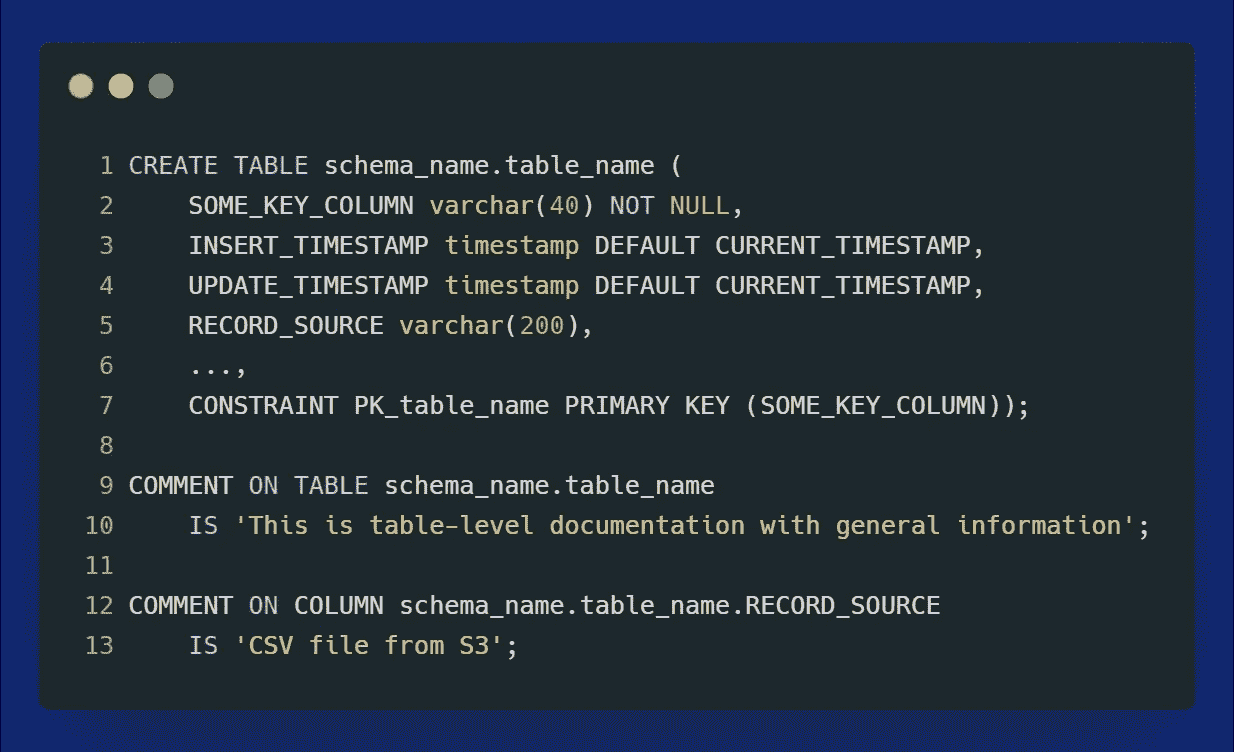 1 CREATE TABLE schema_name.table_name (
2     SOME_KEY_COLUMN varchar(40) NOT NULL,
3     INSERT_TIMESTAMP timestamp DEFAULT CURRENT_TIMESTAMP,
4     UPDATE_TIMESTAMP timestamp DEFAULT CURRENT_TIMESTAMP,
5     RECORD_SOURCE varchar(200),
6     ...,
7     CONSTRAINT PK_table_name PRIMARY KEY (SOME_KEY_COLUMN));
8
9 COMMENT ON TABLE schema_name.table_name
10     IS 'This is table-level documentation with general information';
11
12 COMMENT ON COLUMN schema_name.table_name.RECORD_SOURCE
13     IS 'CSV file from S3';